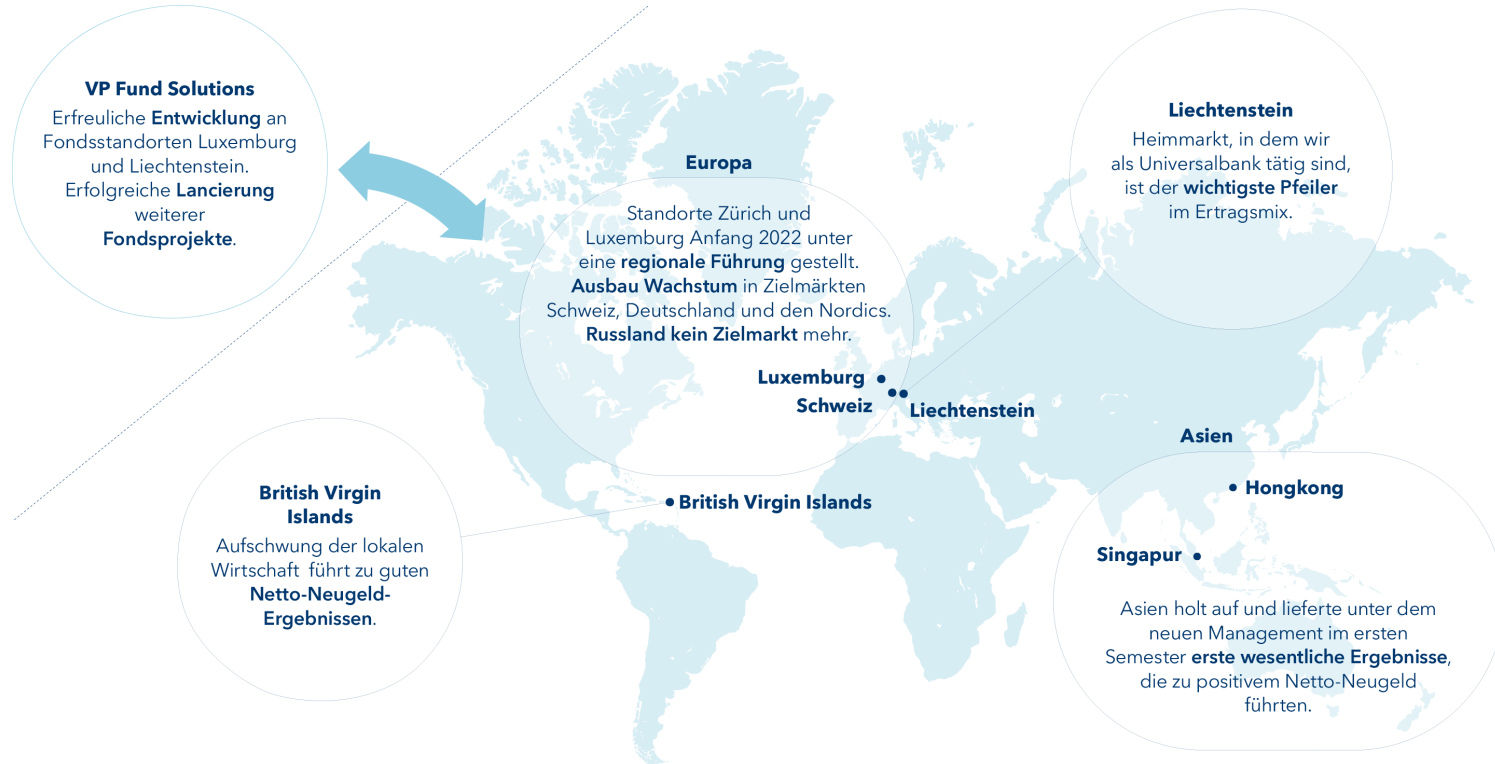 VP Fund Solutions
Erfreuliche Entwicklung an
Fondsstandorten Luxemburg
und Liechtenstein.
Erfolgreiche Lancierung
weiterer
Fondsprojekte.
Europa
Standorte Zürich und
Luxemburg Anfang 2022 unter
eine regionale Führung gestellt.
Ausbau Wachstum in Zielmärkten
Schweiz, Deutschland und den Nordics.
Russland kein Zielmarkt mehr.
Luxemburg
Schweiz
Liechtenstein
Liechtenstein
Heimmarkt, in dem wir
als Universalbank tätig sind,
ist der wichtigste Pfeiler
im Ertragsmix.
British Virgin
Islands
Aufschwung der lokalen
Wirtschaft führt zu guten
Netto-Neugeld-
Ergebnissen.
British Virgin Islands
Asien
Hongkong
Singapur
Asien holt auf und lieferte unter dem
neuen Management im ersten
Semester erste wesentliche Ergebnisse,
die zu positivem Netto-Neugeld
führten.